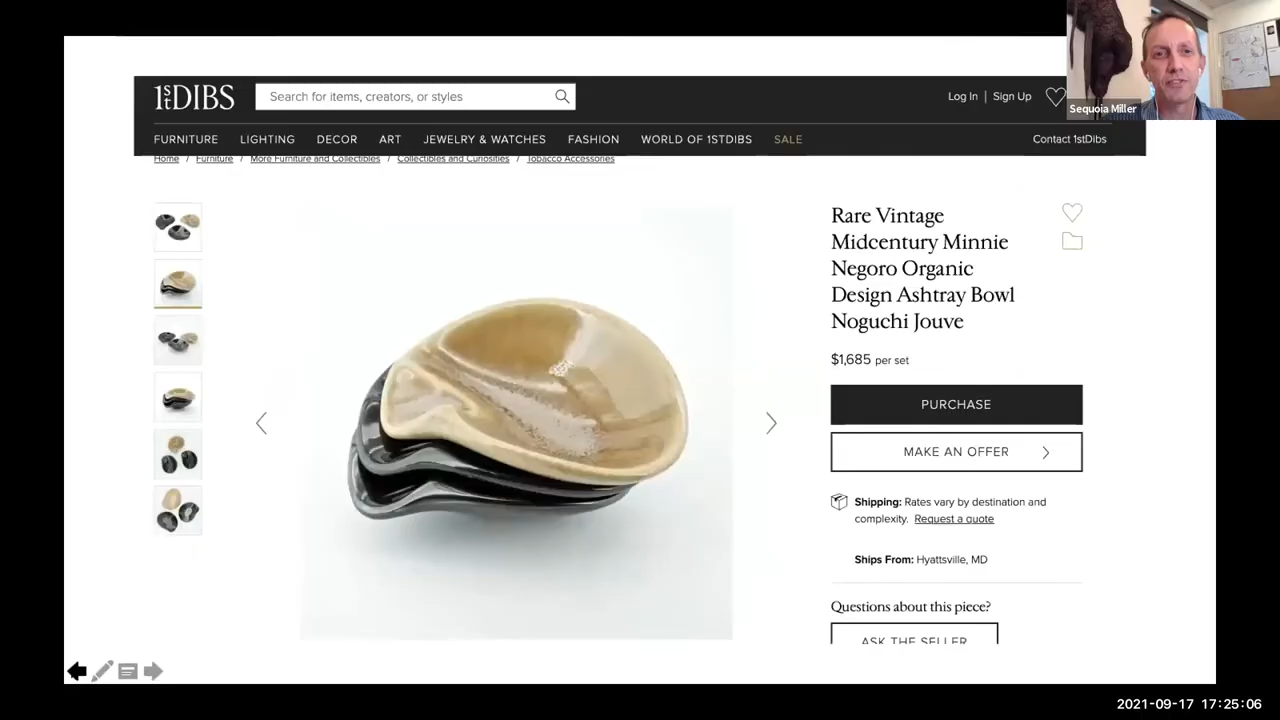 1STDIBS
Search for items, creators, or styles
Log In | Sign Up
Sequoia Miller
FURNITURE LIGHTING DECOR ART JEWELRY & WATCHES FASHION WORLD OF 1STDIBS SALE
Contact 1stDibs
Home / Furniture / More Furniture and Collectibles / Collectibles and Curiosities / Tobacco Accessories
Rare Vintage
Midcentury Minnie
Negoro Organic
Design Ashtray Bowl
Noguchi Jouve
$1,685 per set
PURCHASE
MAKE AN OFFER
Shipping: Rates vary by destination and
complexity. Request a quote
Ships From: Hyattsville, MD
Questions about this piece?
ASK THE SELLER
2021-09-17 17:25:06